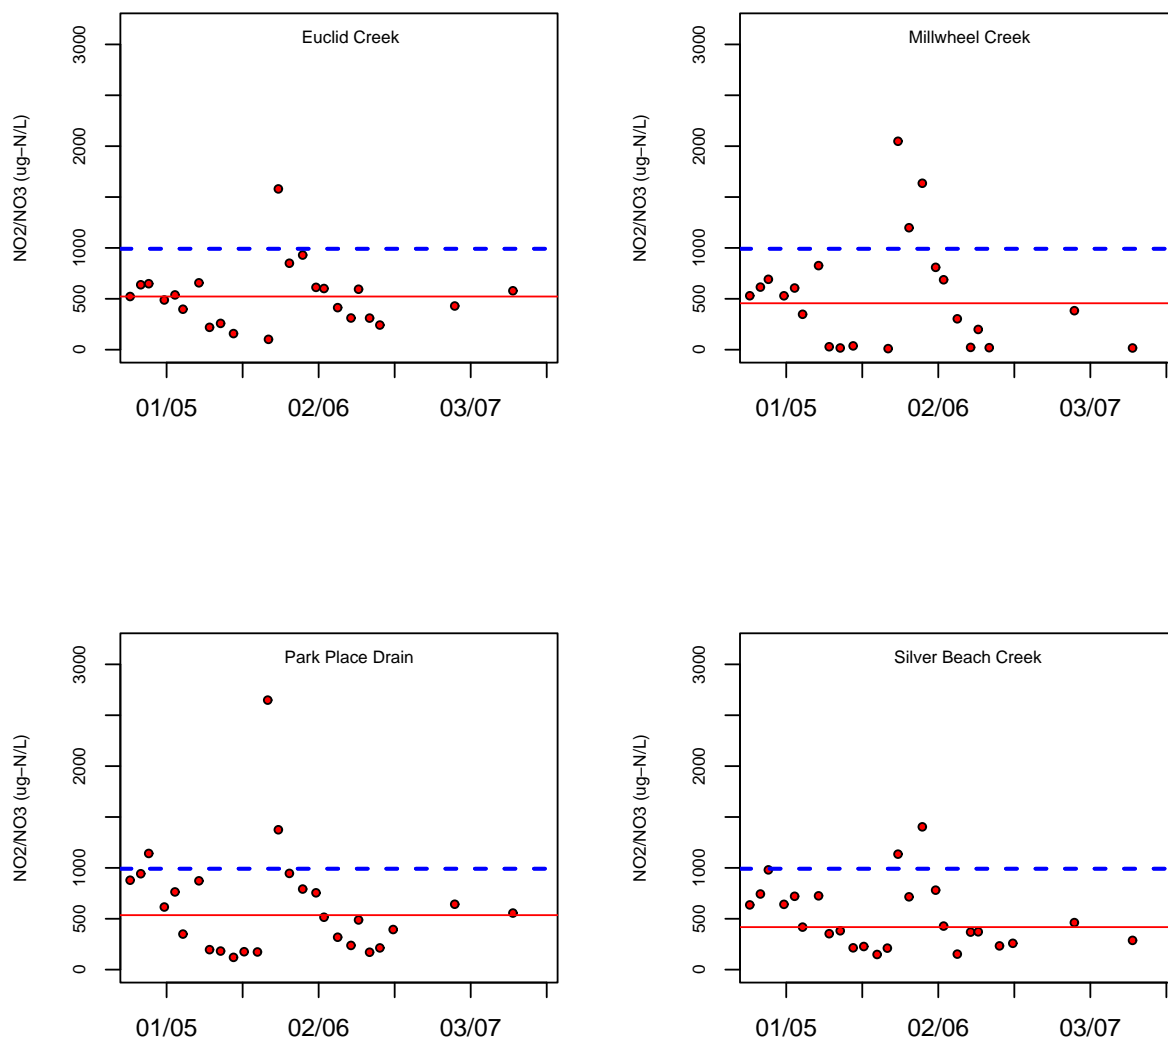 Euclid Creek
NO2/NO3 (ug−N/L)
3000
2000
1000
500
0
01/05 02/06 03/07
Millwheel Creek
NO2/NO3 (ug−N/L)
3000
2000
1000
500
0
01/05 02/06 03/07
Park Place Drain
NO2/NO3 (ug−N/L)
3000
2000
1000
500
0
01/05 02/06 03/07
Silver Beach Creek
NO2/NO3 (ug−N/L)
3000
2000
1000
500
0
01/05 02/06 03/07